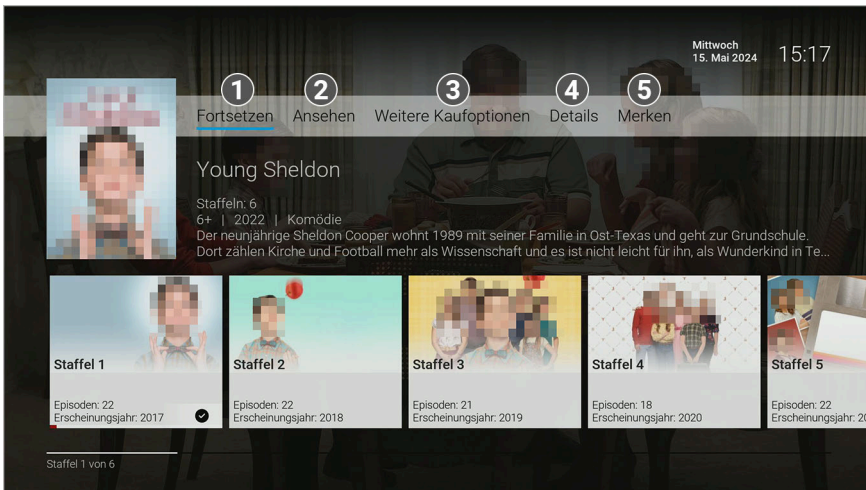 Mittwoch
15. Mai 2024
15:17
1 2 3 4 5
Fortsetzen Ansehen Weitere Kaufoptionen Details Merken
Young Sheldon
Staffeln: 6
6+ | 2022 | Komödie
Der neunjährige Sheldon Cooper wohnt 1989 mit seiner Familie in Ost-Texas und geht zur Grundschule.
Dort zählen Kirche und Football mehr als Wissenschaft und es ist nicht leicht für ihn, als Wunderkind in Te...
Staffel 1
Episoden: 22
Erscheinungsjahr: 2017
Staffel 2
Episoden: 22
Erscheinungsjahr: 2018
Staffel 3
Episoden: 21
Erscheinungsjahr: 2019
Staffel 4
Episoden: 18
Erscheinungsjahr: 2020
Staffel 5
Episoden: 22
Erscheinungsjahr:
Staffel 1 von 6